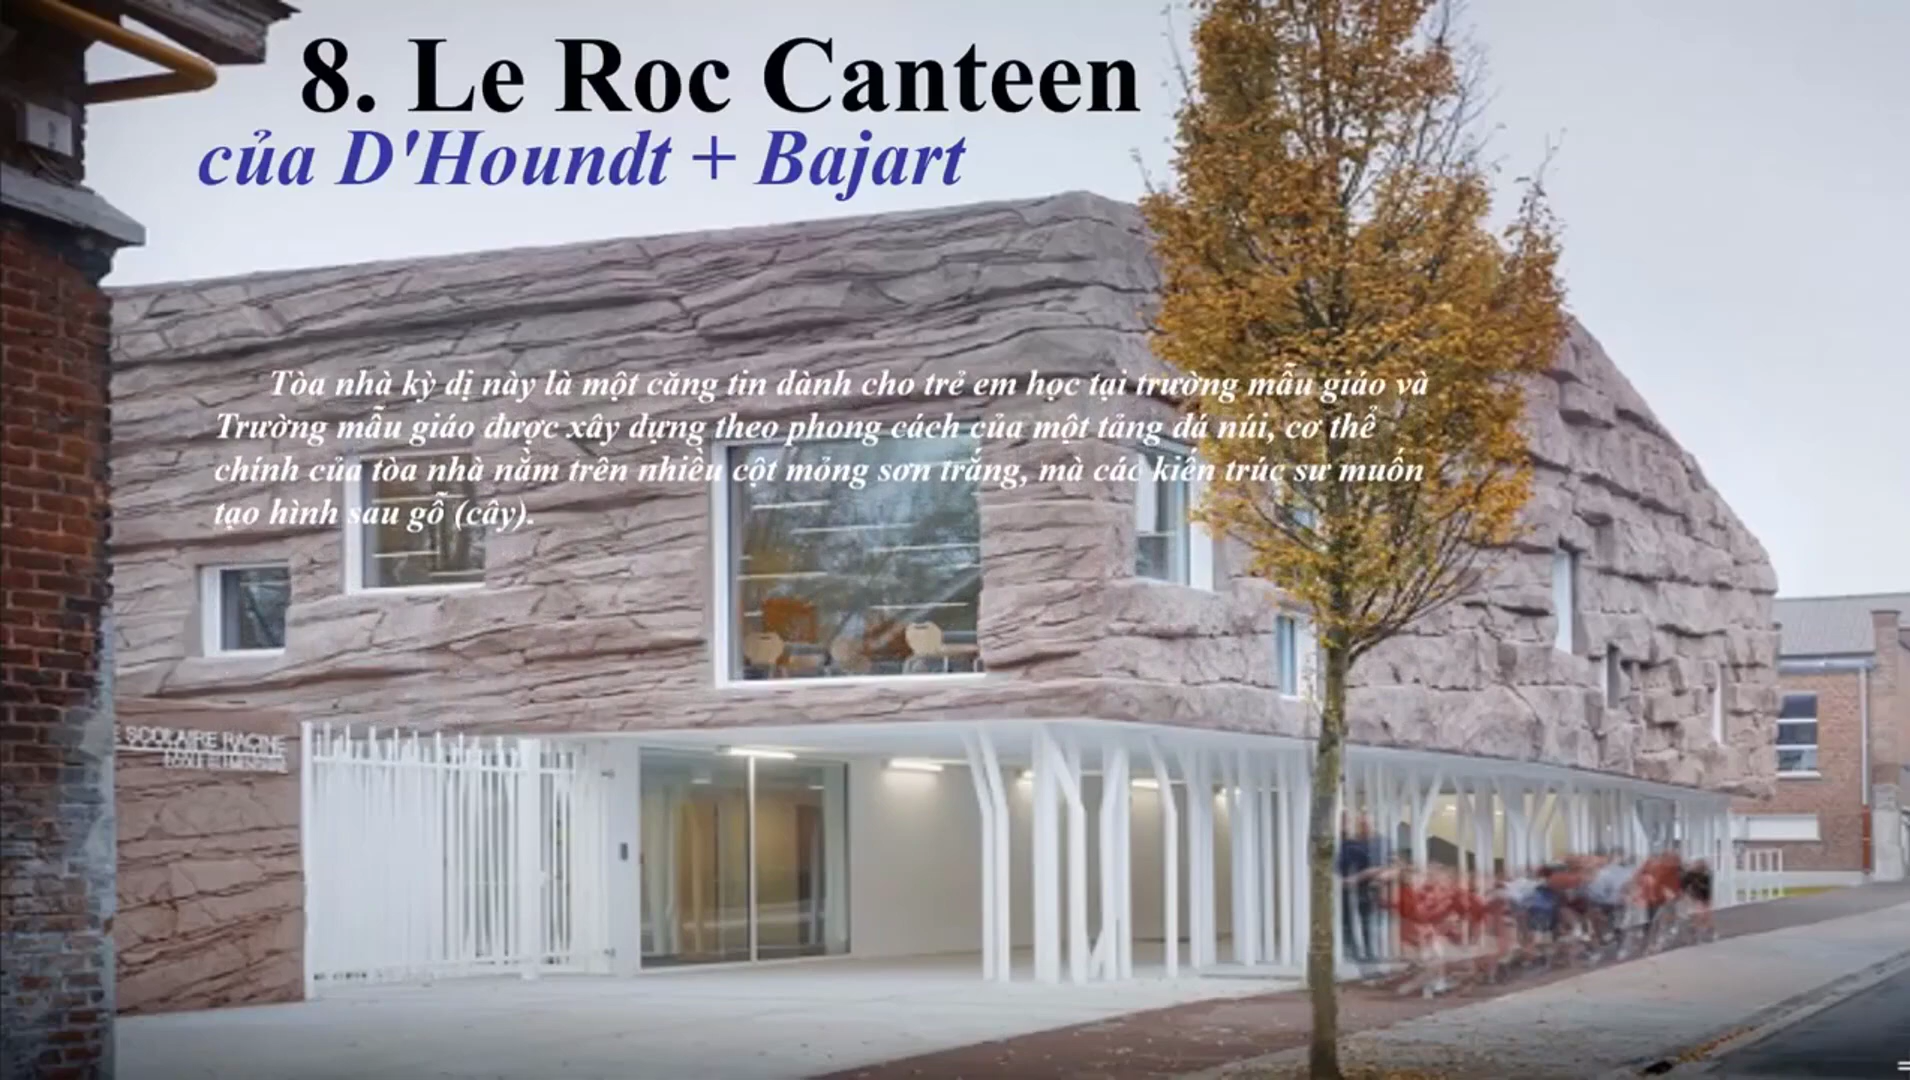 8. Le Roc Canteen
của D'Houndt + Bajart
Tòa nhà kỳ dị này là một căng tin dành cho trẻ em học tại trường mẫu giáo và
Trường mẫu giáo được xây dựng theo phong cách của một tảng đá núi, cơ thể
chính của tòa nhà nằm trên nhiều cột mỏng sơn trắng, mà các kiến trúc sư muốn
tạo hình sau gỗ (cây).
E SCOLAIRE RACINE